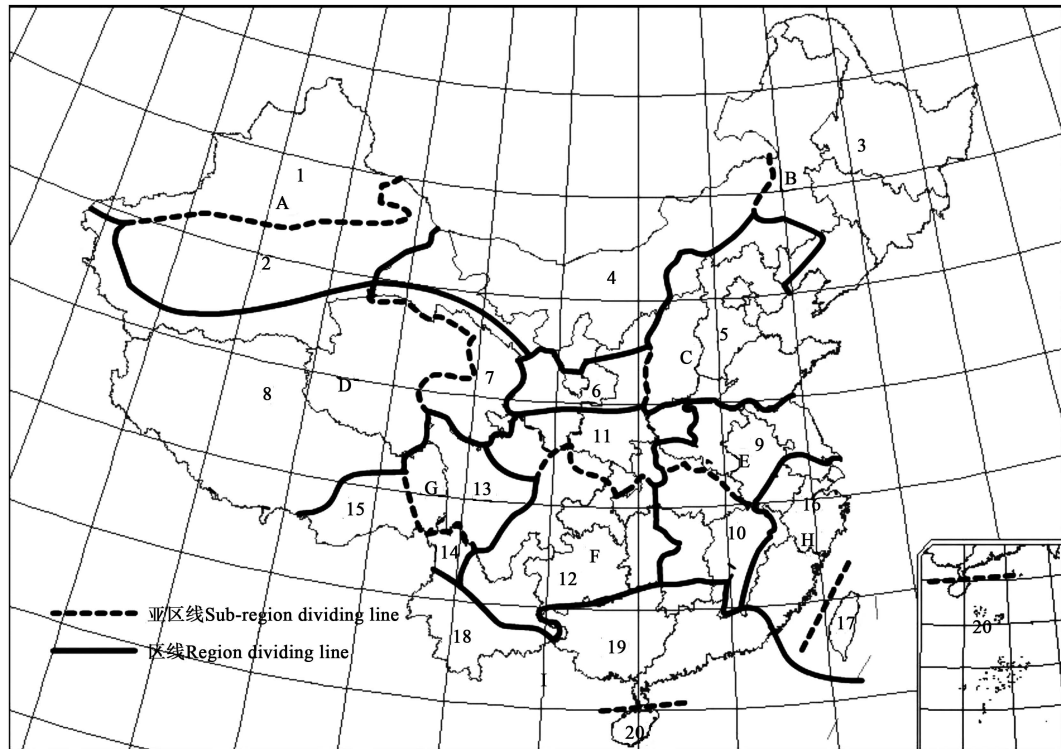 3
1
B
A
2
4
5
C
7
8
D
6
11
9
E
13
G
15
16
10
H
14
F
12
亚区线Sub-region dividing line
17
20
18
19
区线Region dividing line
I
20